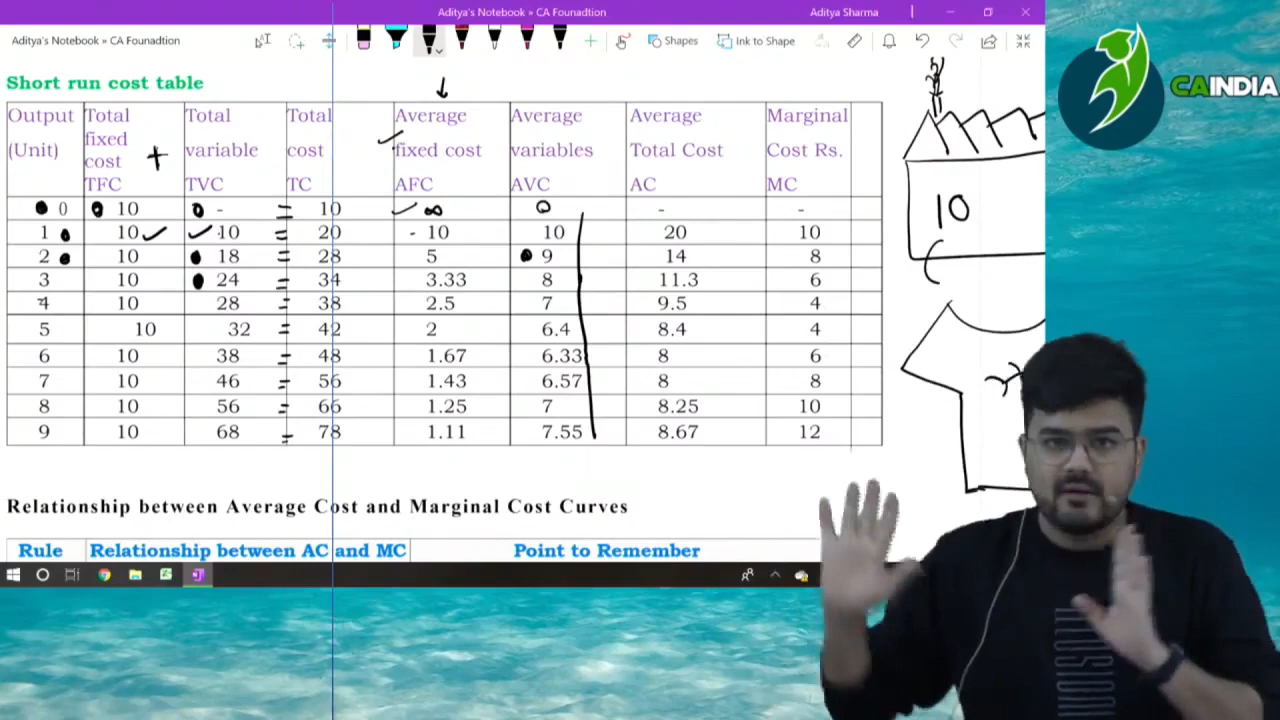 Aditya's Notebook » CA Founadtion
Aditya Sharma
Aditya's Notebook » CA Founadtion
Shapes
Ink to Shape
CAINDIA
Short run cost table
Output (Unit) | Total fixed cost TFC + | Total variable TVC | Total cost TC | Average fixed cost AFC | Average variables AVC | Average Total Cost AC | Marginal Cost Rs. MC
0 | 10 | - | = 10 | ∞ | 0 | - | -
1 | 10 | 10 | = 20 | 10 | 10 | 20 | 10
2 | 10 | 18 | = 28 | 5 | 9 | 14 | 8
3 | 10 | 24 | = 34 | 3.33 | 8 | 11.3 | 6
4 | 10 | 28 | = 38 | 2.5 | 7 | 9.5 | 4
5 | 10 | 32 | = 42 | 2 | 6.4 | 8.4 | 4
6 | 10 | 38 | = 48 | 1.67 | 6.33 | 8 | 6
7 | 10 | 46 | = 56 | 1.43 | 6.57 | 8 | 8
8 | 10 | 56 | = 66 | 1.25 | 7 | 8.25 | 10
9 | 10 | 68 | = 78 | 1.11 | 7.55 | 8.67 | 12
10
Relationship between Average Cost and Marginal Cost Curves
Rule | Relationship between AC and MC | Point to Remember